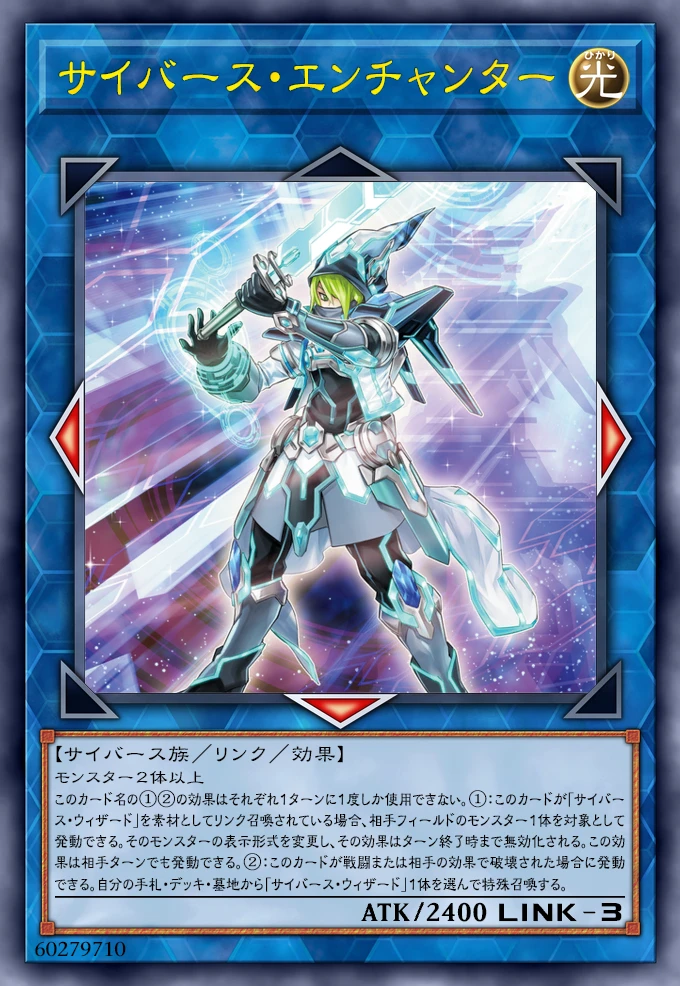 サイバース・エンチャンター
ひかり
光
【サイバース族／リンク／効果】
モンスター２体以上
このカード名の①②の効果はそれぞれ1ターンに1度しか使用できない。①：このカードが「サイバー
ス・ウィザード」を素材としてリンク召喚されている場合、相手フィールドのモンスター1体を対象として
発動できる。そのモンスターの表示形式を変更し、その効果はターン終了時まで無効化される。この効
果は相手ターンでも発動できる。②：このカードが戦闘または相手の効果で破壊された場合に発動
できる。自分の手札・デッキ・墓地から「サイバース・ウィザード」1体を選んで特殊召喚する。
ATK/2400 LINK-3
60279710